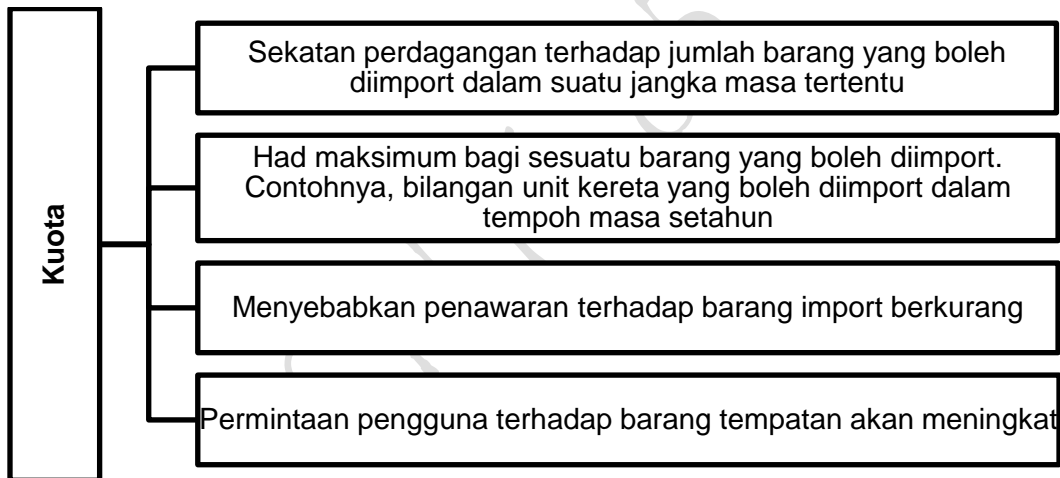 Kuota
Sekatan perdagangan terhadap jumlah barang yang boleh
diimport dalam suatu jangka masa tertentu
Had maksimum bagi sesuatu barang yang boleh diimport.
Contohnya, bilangan unit kereta yang boleh diimport dalam
tempoh masa setahun
Menyebabkan penawaran terhadap barang import berkurang
Permintaan pengguna terhadap barang tempatan akan meningkat